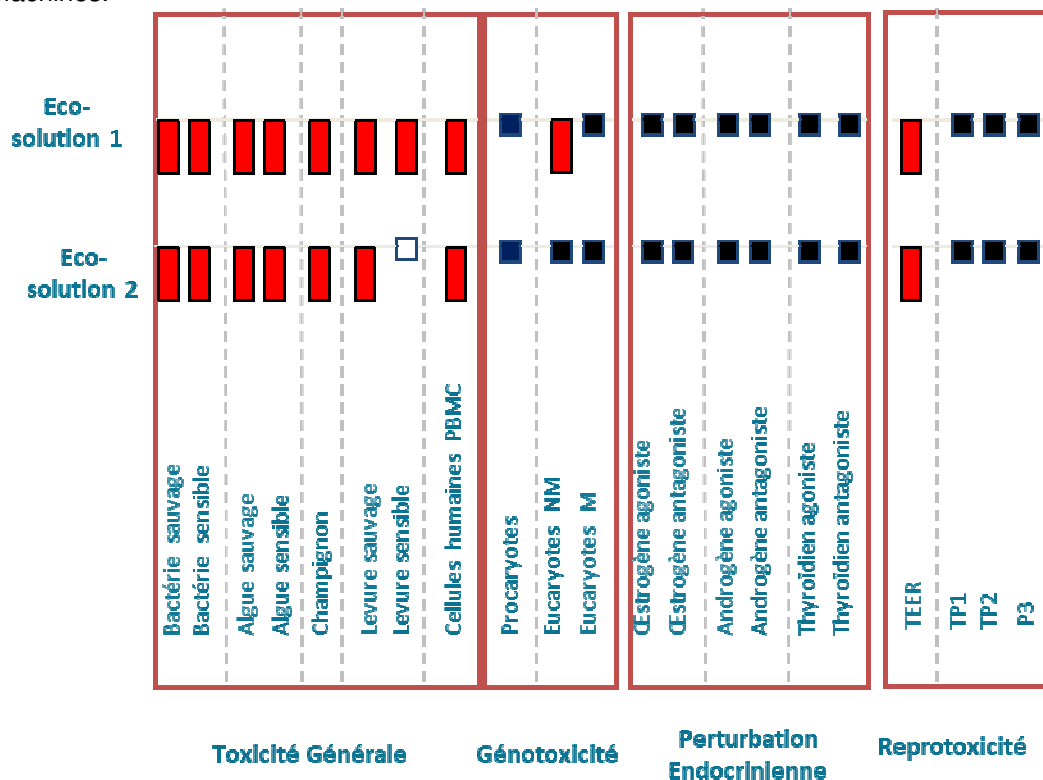 Eco-
solution 1
Eco-
solution 2
Bactérie sauvage
Bactérie sensible
Algue sauvage
Algue sensible
Champignon
Levure sauvage
Levure sensible
Cellules humaines PBMC
Procaryotes
Eucaryotes NM
Eucaryotes M
Œstrogène agoniste
Œstrogène antagoniste
Androgène agoniste
Androgène antagoniste
Thyroïdien agoniste
Thyroïdien antagoniste
TEER
TP1
TP2
P3
Toxicité Générale
Génotoxicité
Perturbation
Endocrinienne
Reprotoxicité